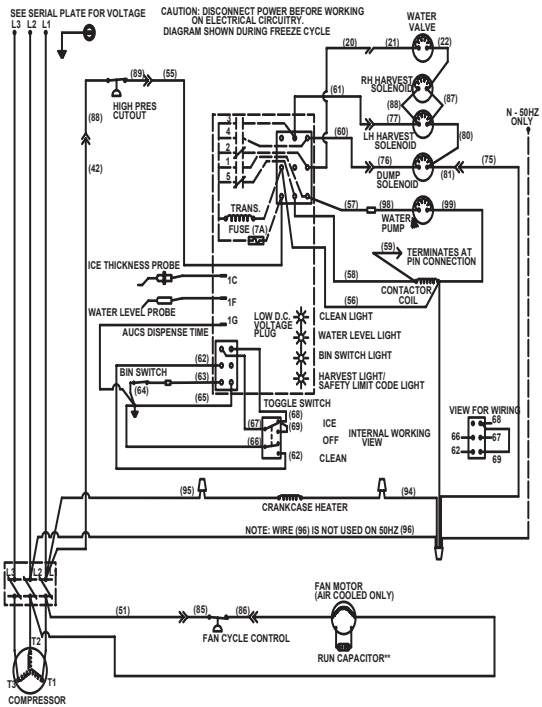 SEE SERIAL PLATE FOR VOLTAGE
L3 L2 L1
CAUTION: DISCONNECT POWER BEFORE WORKING
ON ELECTRICAL CIRCUITRY.
DIAGRAM SHOWN DURING FREEZE CYCLE
WATER
VALVE
(20) (21) (22)
(89) (55)
HIGH PRES
CUTOUT
(88)
(42)
(61)
RH HARVEST
SOLENOID
(88) (87)
(77)
LH HARVEST
SOLENOID
N - 50HZ
ONLY
3
4
2
1
5
(60)
(80)
(76)
DUMP
SOLENOID
(81)
(75)
TRANS.
FUSE (7A)
(57) (98) (99)
WATER
PUMP
(59)
TERMINATES AT
PIN CONNECTION
(58)
CONTACTOR
COIL
(56)
ICE THICKNESS PROBE
1C
WATER LEVEL PROBE
1F
AUCS DISPENSE TIME
1G
LOW D.C.
VOLTAGE
PLUG
CLEAN LIGHT
WATER LEVEL LIGHT
BIN SWITCH LIGHT
HARVEST LIGHT/
SAFETY LIMIT CODE LIGHT
(62)
BIN SWITCH
(63)
(64)
(65)
TOGGLE SWITCH
(68)
(67) (69)
(66)
(62)
ICE
OFF
CLEAN
INTERNAL WORKING
VIEW
VIEW FOR WIRING
68
66 67
62
69
(95) (94)
CRANKCASE HEATER
NOTE: WIRE (96) IS NOT USED ON 50HZ (96)
L3 L2 L1
(51) (85) (86)
FAN CYCLE CONTROL
FAN MOTOR
(AIR COOLED ONLY)
RUN CAPACITOR**
T2
T3 T1
COMPRESSOR